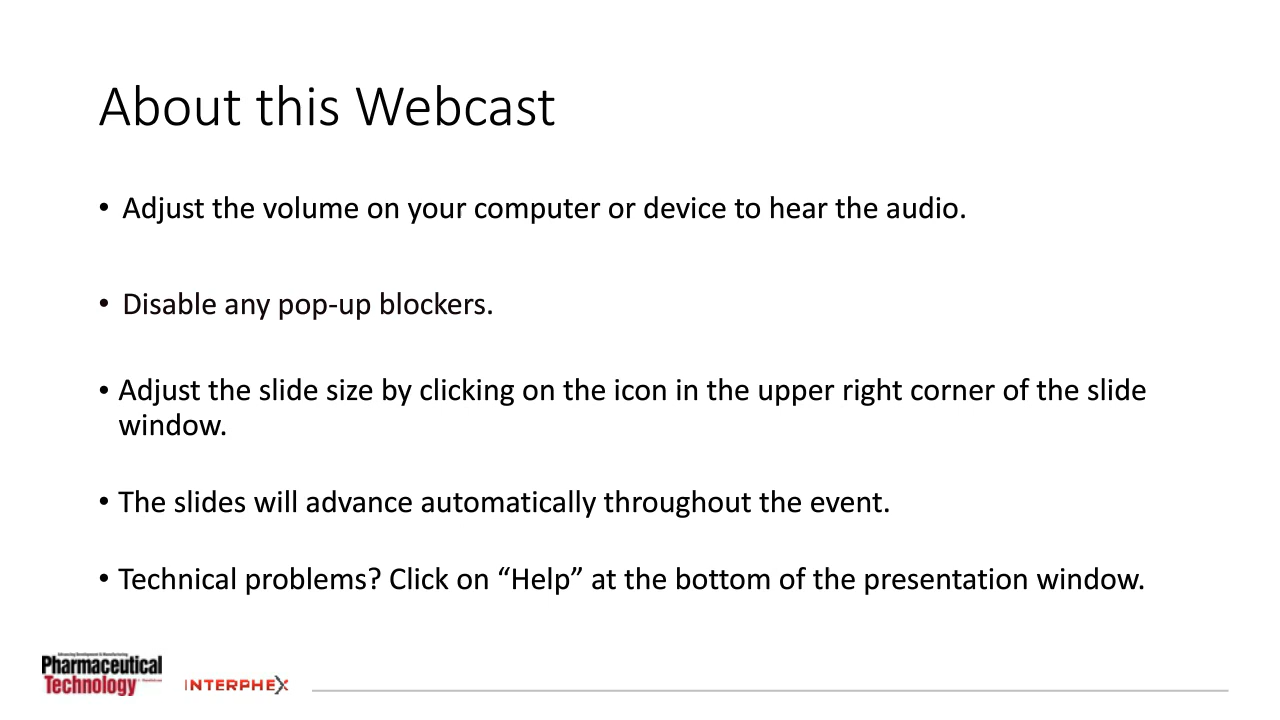 About this Webcast
• Adjust the volume on your computer or device to hear the audio.
• Disable any pop-up blockers.
• Adjust the slide size by clicking on the icon in the upper right corner of the slide
window.
• The slides will advance automatically throughout the event.
• Technical problems? Click on “Help” at the bottom of the presentation window.
Pharmaceutical
Technology
INTERPHEX